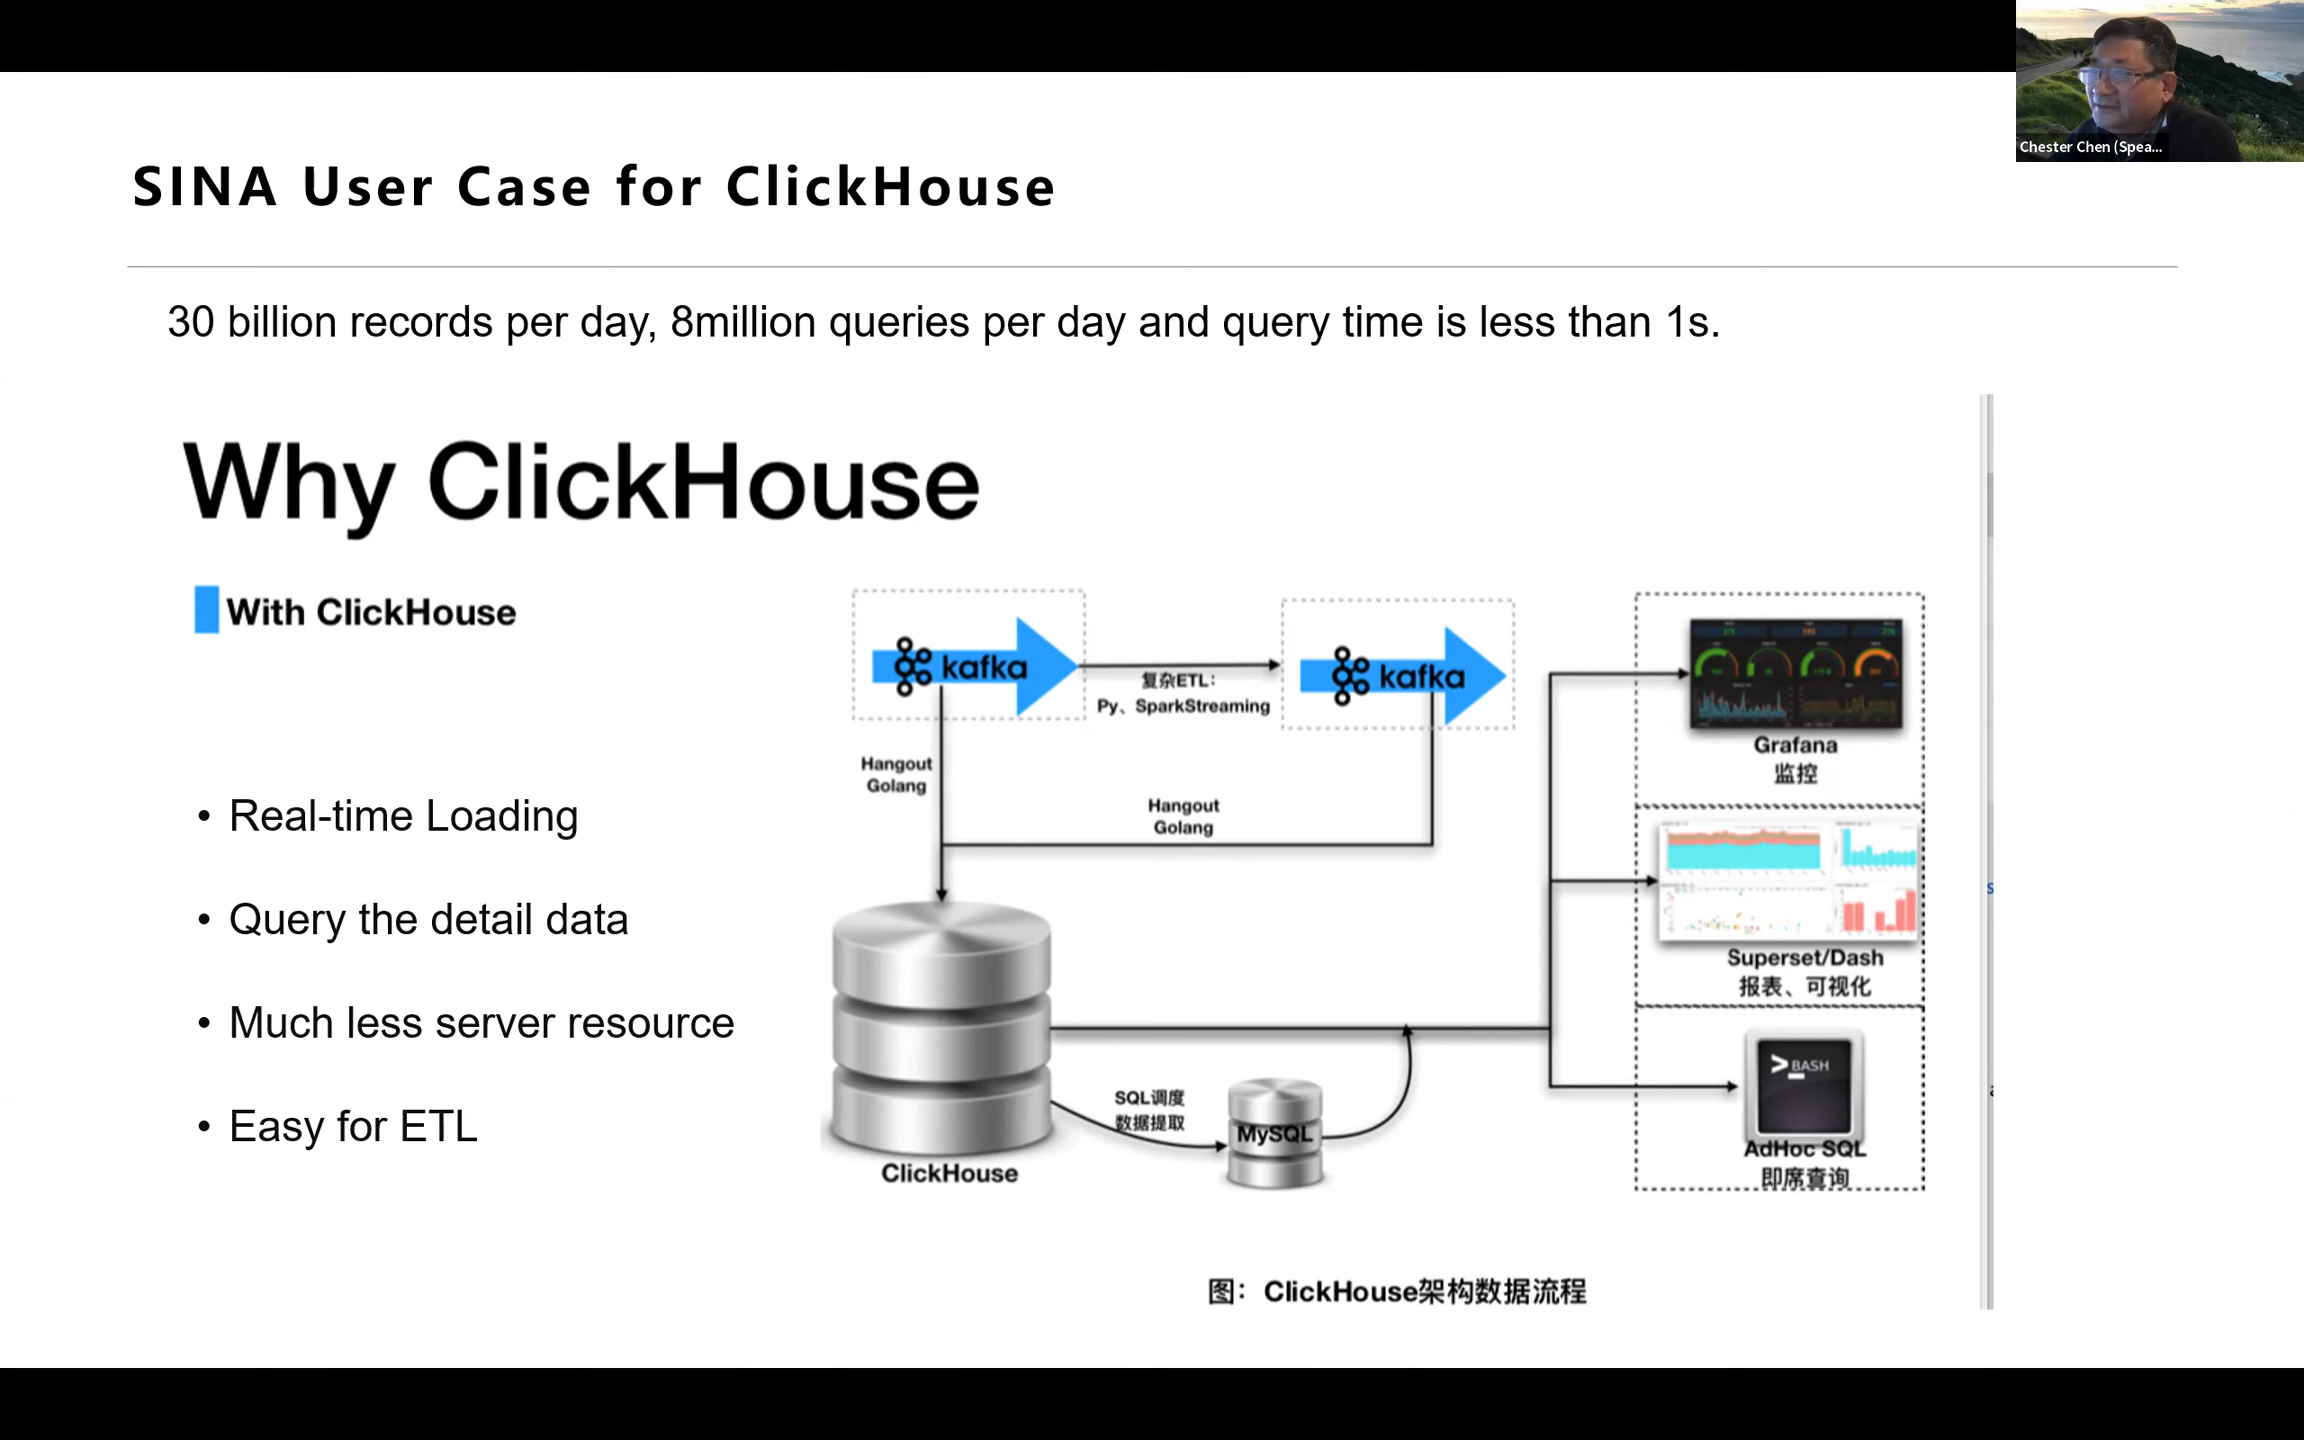 Chester Chen (Spea...
SINA User Case for ClickHouse
30 billion records per day, 8million queries per day and query time is less than 1s.
Why ClickHouse
With ClickHouse
• Real-time Loading
• Query the detail data
• Much less server resource
• Easy for ETL
kafka
复杂ETL：
Py、SparkStreaming
kafka
Hangout
Golang
Hangout
Golang
ClickHouse
SQL调度
数据提取
MySQL
Grafana
监控
Superset/Dash
报表、可视化
BASH
AdHoc SQL
即席查询
图：ClickHouse架构数据流程